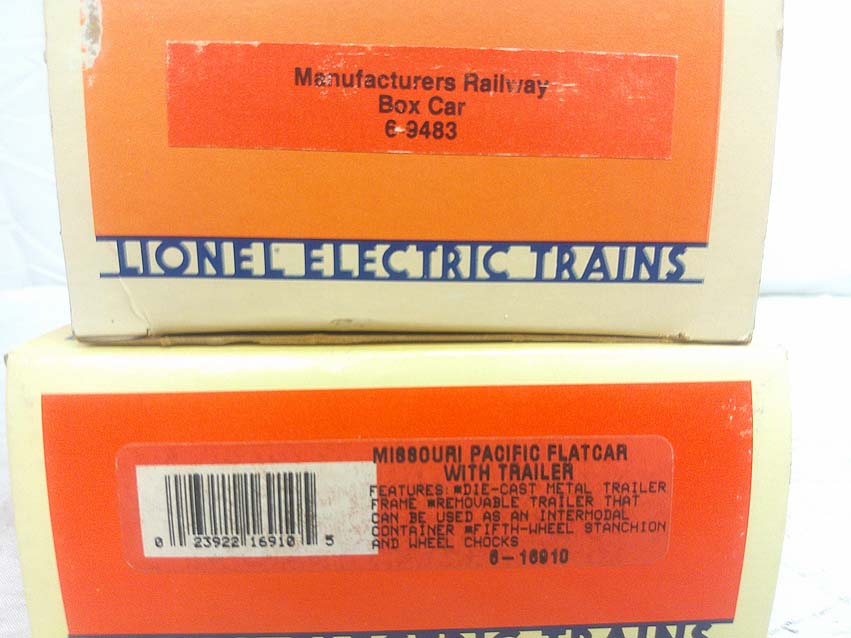 Manufacturers Railway
Box Car
6-9483
LIONEL ELECTRIC TRAINS
MISSOURI PACIFIC FLATCAR
WITH TRAILER
FEATURES: *DIE-CAST METAL TRAILER
FRAME *REMOVABLE TRAILER THAT
CAN BE USED AS AN INTERMODAL
CONTAINER *FIFTH-WHEEL STANCHION
AND WHEEL CHOCKS
6-16910
0 23922 16910 5
ELECTRIC TRAINS